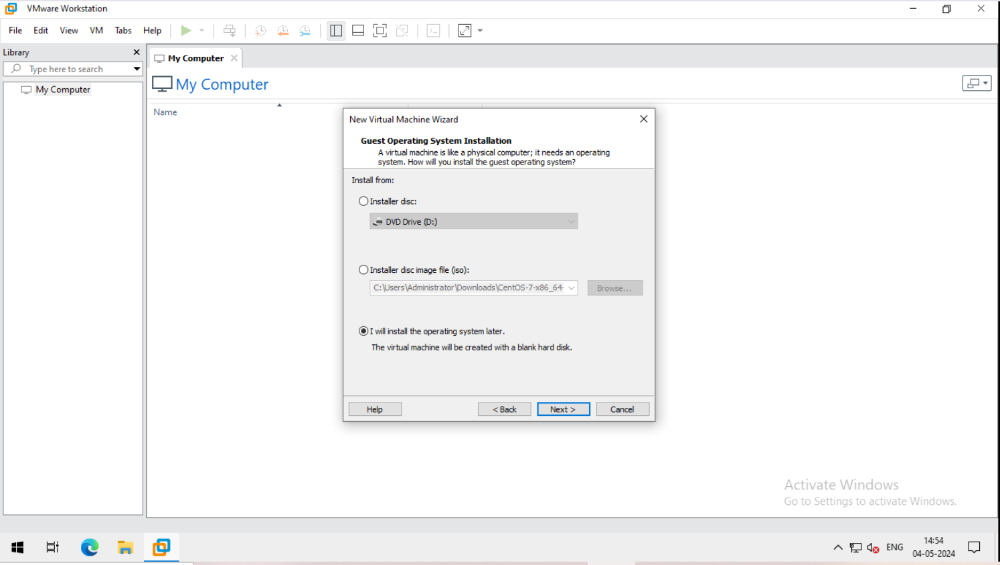 VMware Workstation
File Edit View VM Tabs Help
Library
Type here to search
My Computer
My Computer
My Computer
Name
New Virtual Machine Wizard
Guest Operating System Installation
A virtual machine is like a physical computer; it needs an operating
system. How will you install the guest operating system?
Install from:
Installer disc:
DVD Drive (D:)
Installer disc image file (iso):
C:\Users\Administrator\Downloads\CentOS-7-x86_64-
Browse...
I will install the operating system later.
The virtual machine will be created with a blank hard disk.
Help
< Back
Next >
Cancel
Activate Windows
Go to Settings to activate Windows.
ENG
14:54
04-05-2024